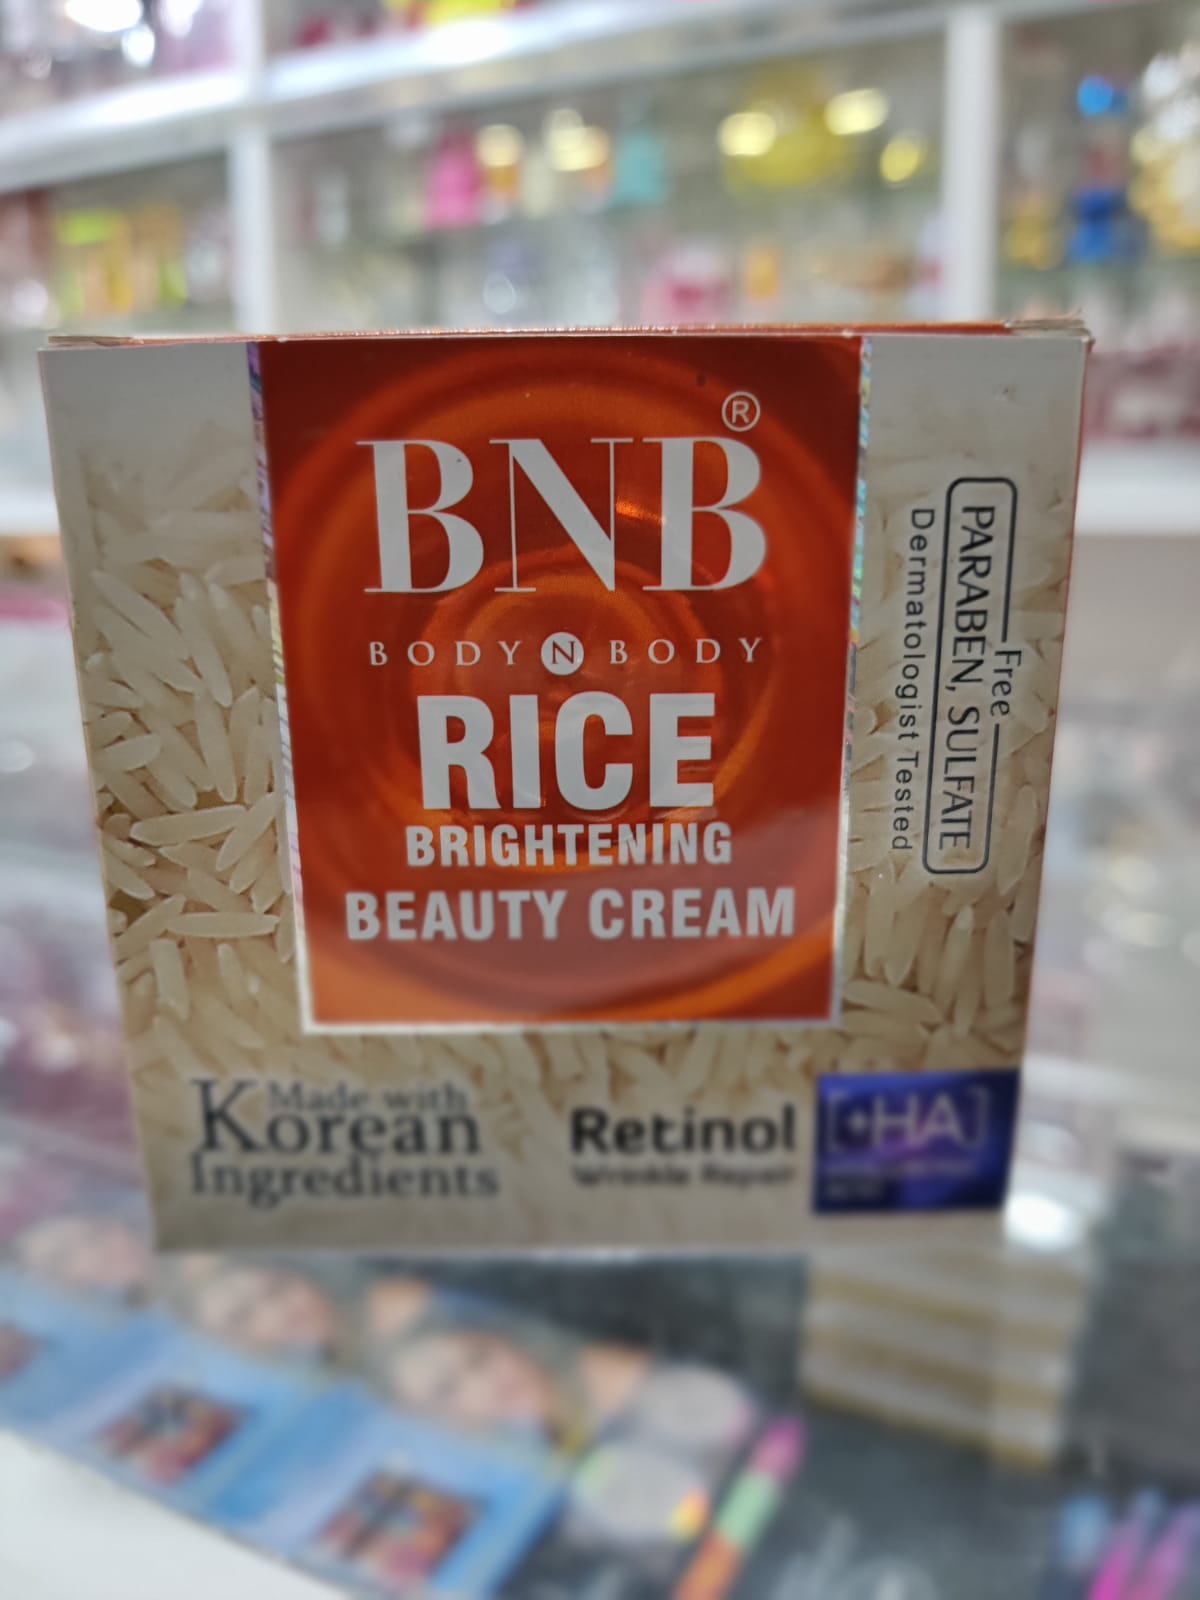 BNB®
BODY N BODY
RICE
BRIGHTENING
BEAUTY CREAM
Free
PARABEN, SULFATE
Dermatologist Tested
Made with
Korean
Ingredients
Retinol
Wrinkle Repair
[+HA]